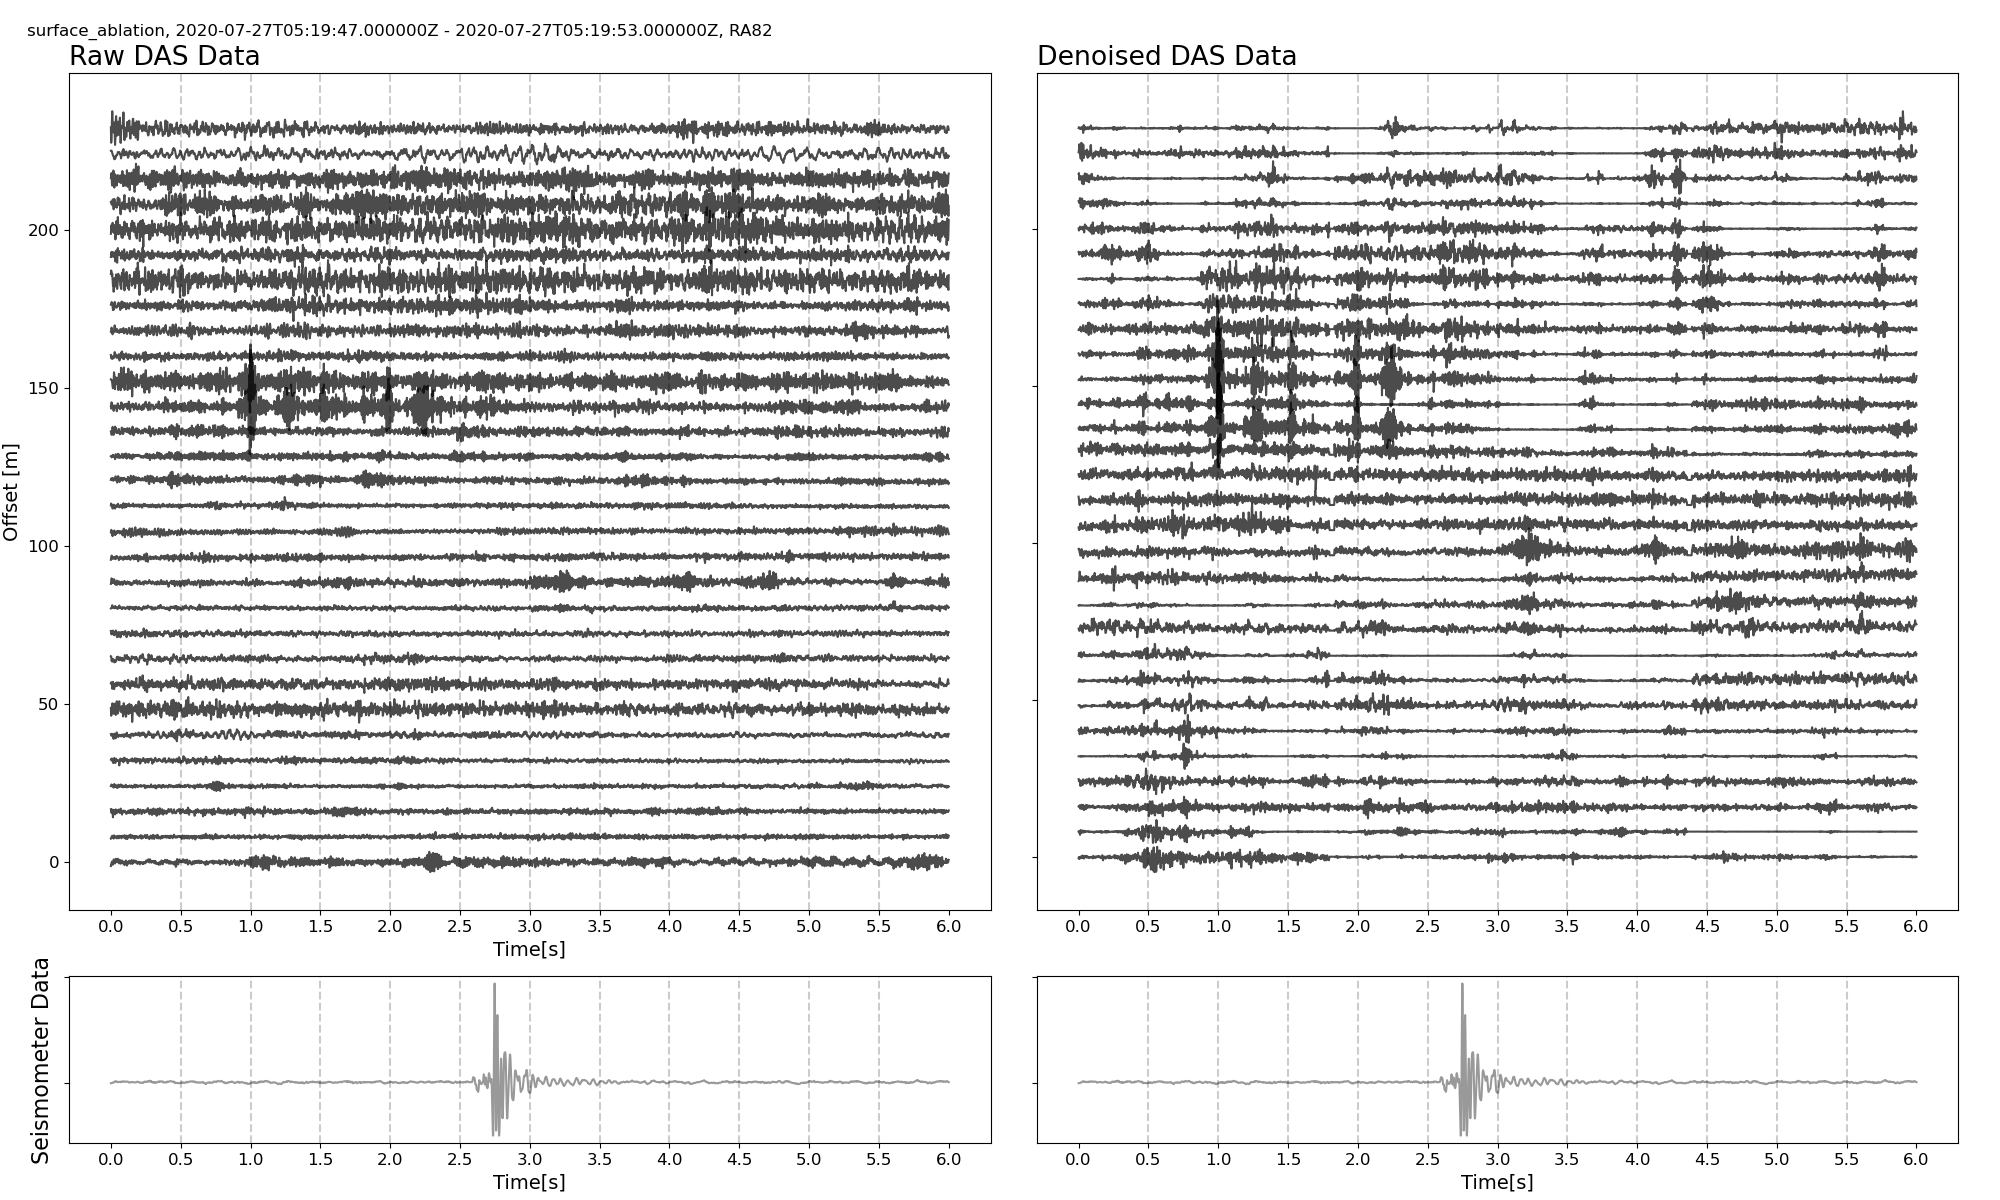 surface_ablation, 2020-07-27T05:19:47.000000Z - 2020-07-27T05:19:53.000000Z, RA82
Raw DAS Data
Denoised DAS Data
Offset [m]
200
150
100
50
0
0.0 0.5 1.0 1.5 2.0 2.5 3.0 3.5 4.0 4.5 5.0 5.5 6.0
Time[s]
0.0 0.5 1.0 1.5 2.0 2.5 3.0 3.5 4.0 4.5 5.0 5.5 6.0
Seismometer Data
0.0 0.5 1.0 1.5 2.0 2.5 3.0 3.5 4.0 4.5 5.0 5.5 6.0
Time[s]
0.0 0.5 1.0 1.5 2.0 2.5 3.0 3.5 4.0 4.5 5.0 5.5 6.0
Time[s]